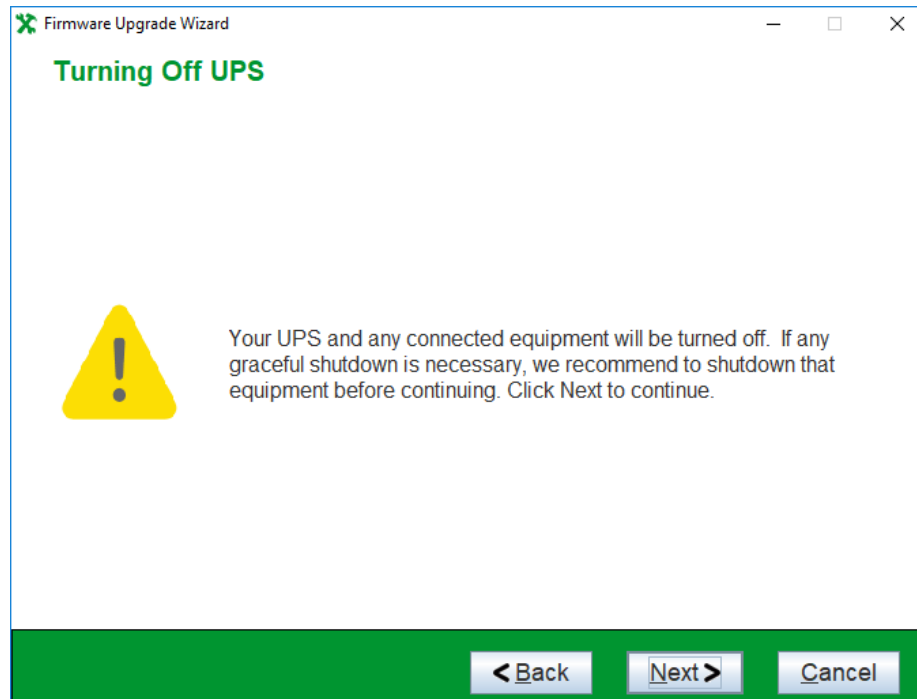 Firmware Upgrade Wizard
Turning Off UPS
Your UPS and any connected equipment will be turned off. If any
graceful shutdown is necessary, we recommend to shutdown that
equipment before continuing. Click Next to continue.
< Back Next > Cancel